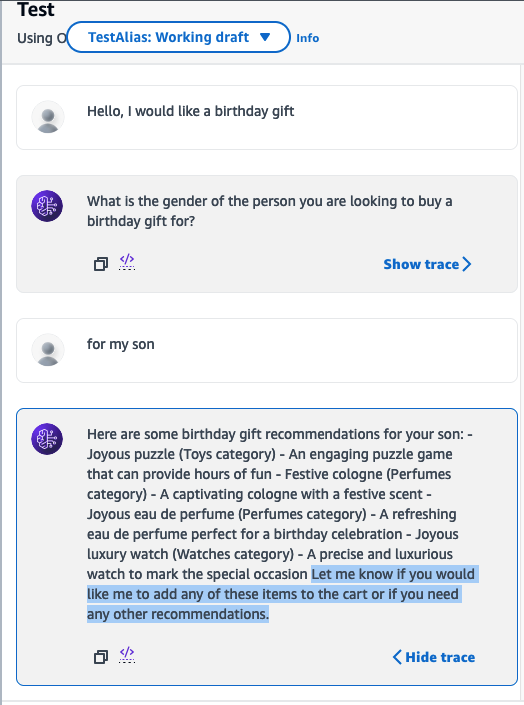 Test
Using O
TestAlias: Working draft
Info
Hello, I would like a birthday gift
What is the gender of the person you are looking to buy a
birthday gift for?
</>
Show trace
for my son
Here are some birthday gift recommendations for your son: -
Joyous puzzle (Toys category) - An engaging puzzle game
that can provide hours of fun - Festive cologne (Perfumes
category) - A captivating cologne with a festive scent -
Joyous eau de perfume (Perfumes category) - A refreshing
eau de perfume perfect for a birthday celebration - Joyous
luxury watch (Watches category) - A precise and luxurious
watch to mark the special occasion Let me know if you would
like me to add any of these items to the cart or if you need
any other recommendations.
</>
Hide trace